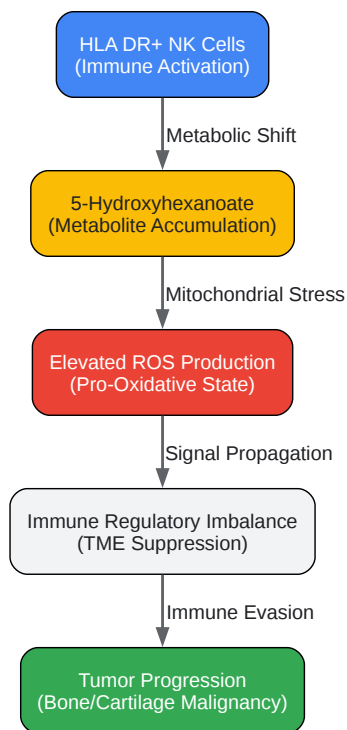 HLA DR+ NK Cells
(Immune Activation)
Metabolic Shift
5-Hydroxyhexanoate
(Metabolite Accumulation)
Mitochondrial Stress
Elevated ROS Production
(Pro-Oxidative State)
Signal Propagation
Immune Regulatory Imbalance
(TME Suppression)
Immune Evasion
Tumor Progression
(Bone/Cartilage Malignancy)